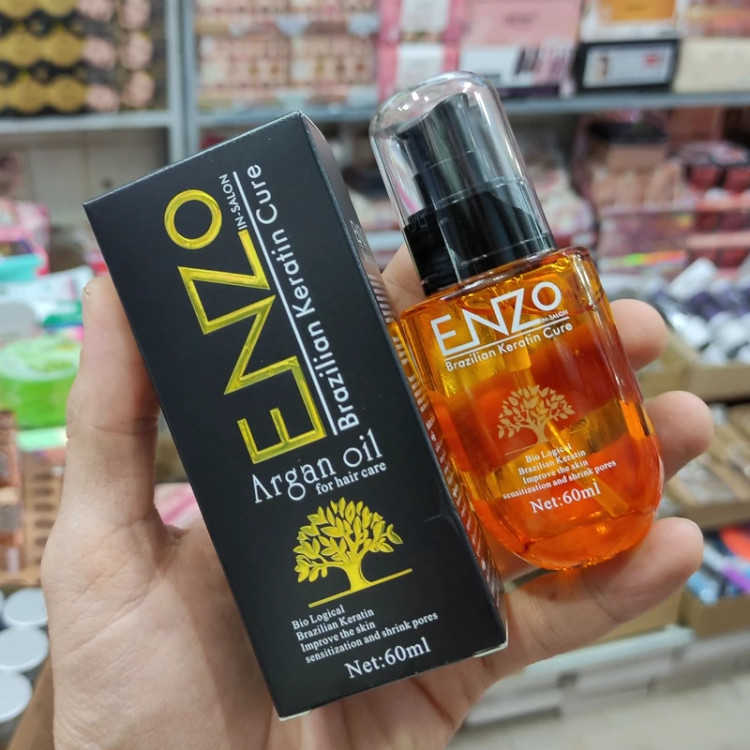 ENZO
IN-SALON
Brazilian Keratin Cure
Argan oil
for hair care
Bio Logical
Brazilian Keratin
Improve the skin
sensitization and shrink pores
Net:60ml
ENZO
IN-SALON
Brazilian Keratin Cure
Bio Logical
Brazilian Keratin
Improve the skin
sensitization and shrink pores
Net:60ml